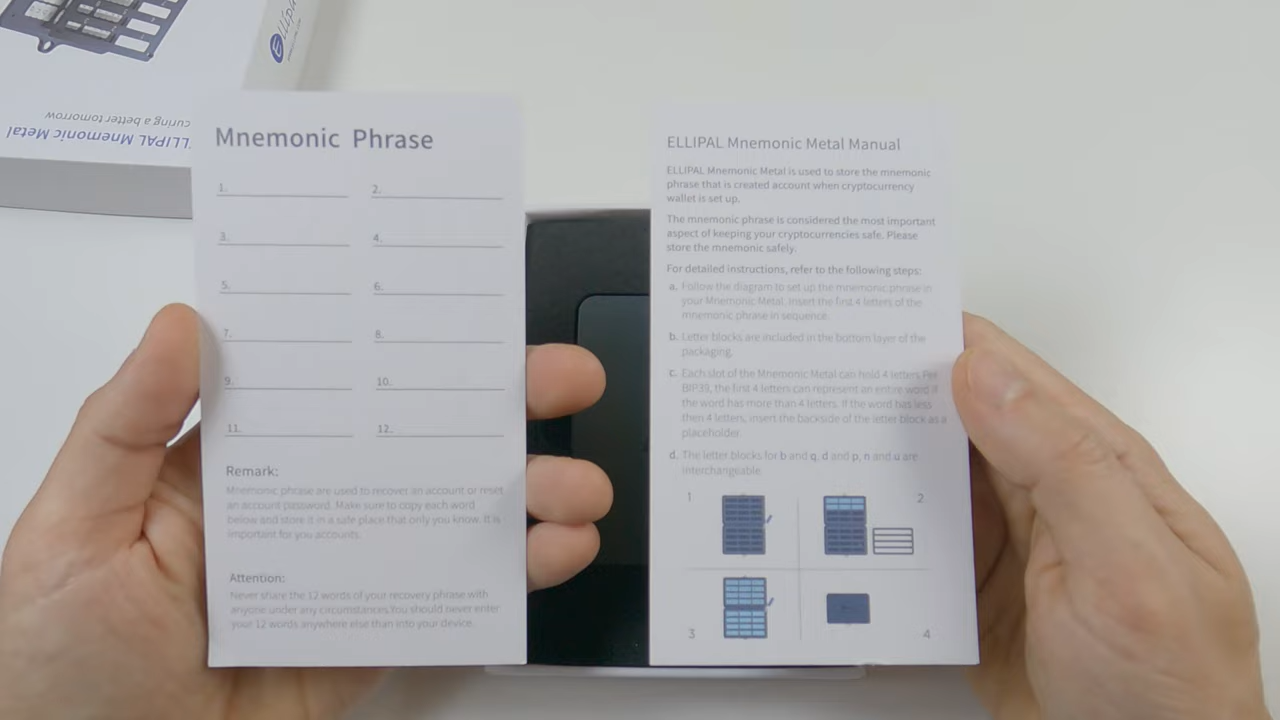 Ellipal
ELLIPAL Mnemonic Metal
curing a better tomorrow
Mnemonic Phrase
1.
2.
3.
4.
5.
6.
7.
8.
9.
10.
11.
12.
Remark:
Mnemonic phrase are used to recover an account or reset
an account password. Make sure to copy each word
below and store it in a safe place that only you know. It is
important for you accounts.
Attention:
Never share the 12 words of your recovery phrase with
anyone under any circumstances.You should never enter
your 12 words anywhere else than into your device.
ELLIPAL Mnemonic Metal Manual
ELLIPAL Mnemonic Metal is used to store the mnemonic
phrase that is created account when cryptocurrency
wallet is set up.
The mnemonic phrase is considered the most important
aspect of keeping your cryptocurrencies safe. Please
store the mnemonic safely.
For detailed instructions, refer to the following steps:
a. Follow the diagram to set up the mnemonic phrase in
your Mnemonic Metal. Insert the first 4 letters of the
mnemonic phrase in sequence.
b. Letter blocks are included in the bottom layer of the
packaging.
c. Each slot of the Mnemonic Metal can hold 4 letters Per
BIP39, the first 4 letters can represent an entire word if
the word has more than 4 letters. If the word has less
then 4 letters, insert the backside of the letter block as a
placeholder.
d. The letter blocks for b and q, d and p, n and u are
interchangeable.
1
2
3
4